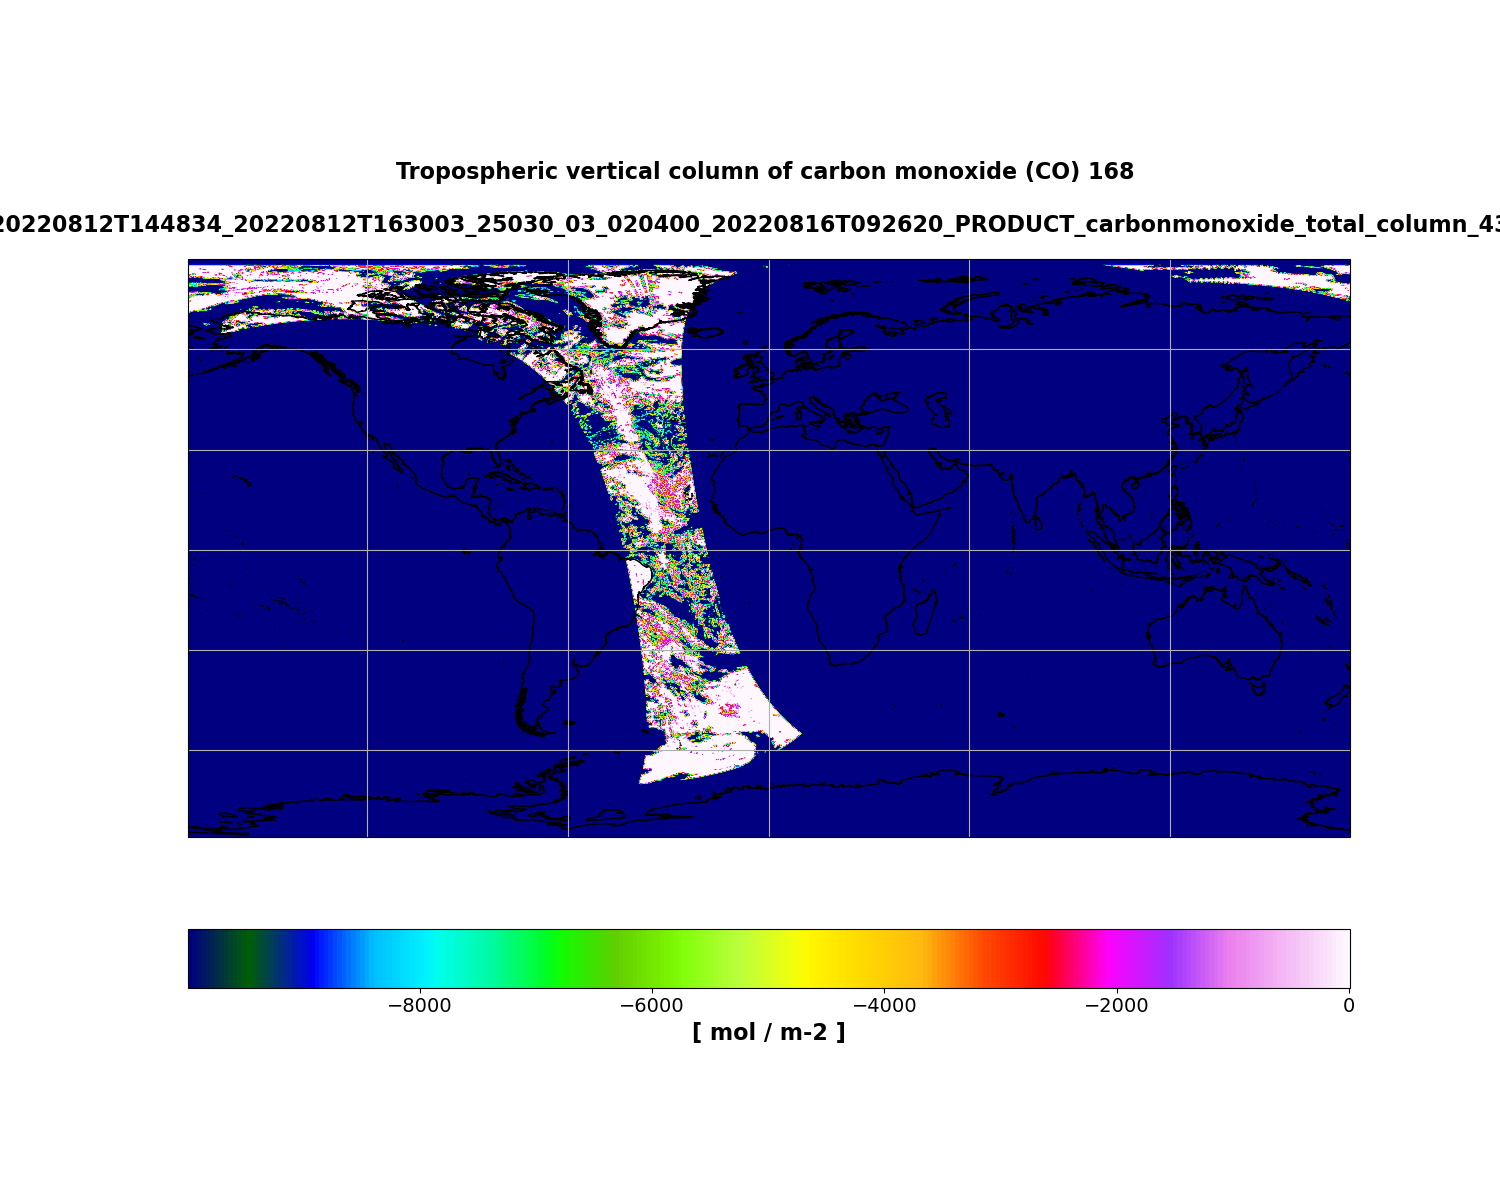 Tropospheric vertical column of carbon monoxide (CO) 168
20220812T144834_20220812T163003_25030_03_020400_20220816T092620_PRODUCT_carbonmonoxide_total_column_43
−8000 −6000 −4000 −2000 0
[ mol / m-2 ]